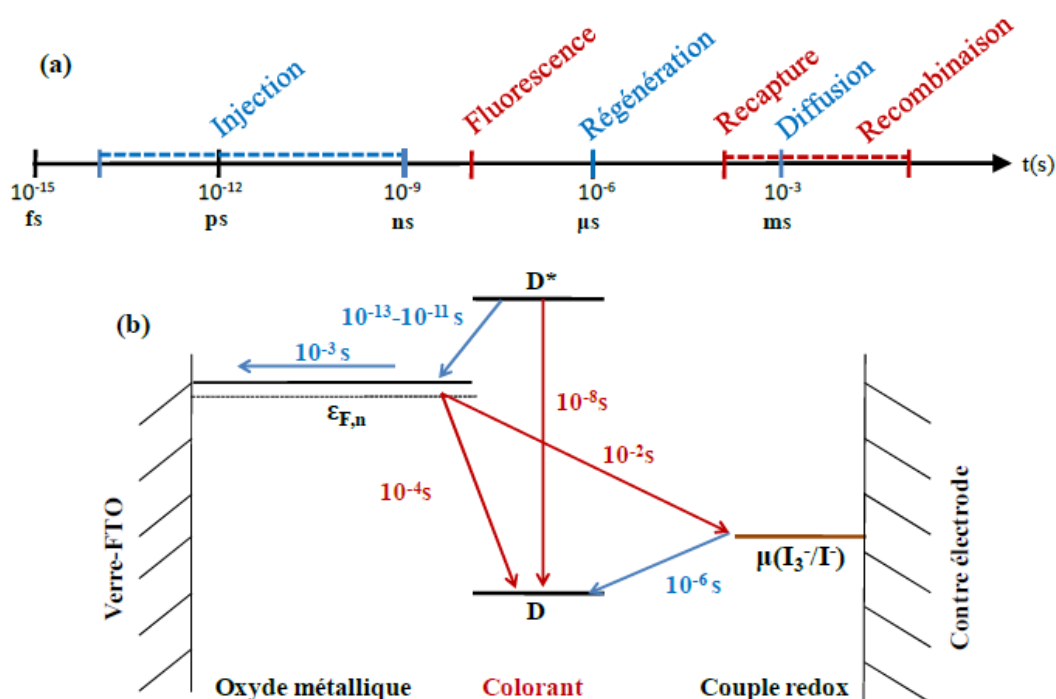 (a)
Injection
Fluorescence
Régénération
Recapture
Diffusion
Recombinaison
t(s)
10⁻¹⁵ 10⁻¹² 10⁻⁹ 10⁻⁶ 10⁻³
fs ps ns µs ms
(b)
D*
10⁻¹³-10⁻¹¹ s
10⁻³ s
εF,n
10⁻⁸s
10⁻²s
10⁻⁴s
µ(I₃⁻/I⁻)
10⁻⁶ s
D
Verre-FTO
Contre électrode
Oxyde métallique Colorant Couple redox